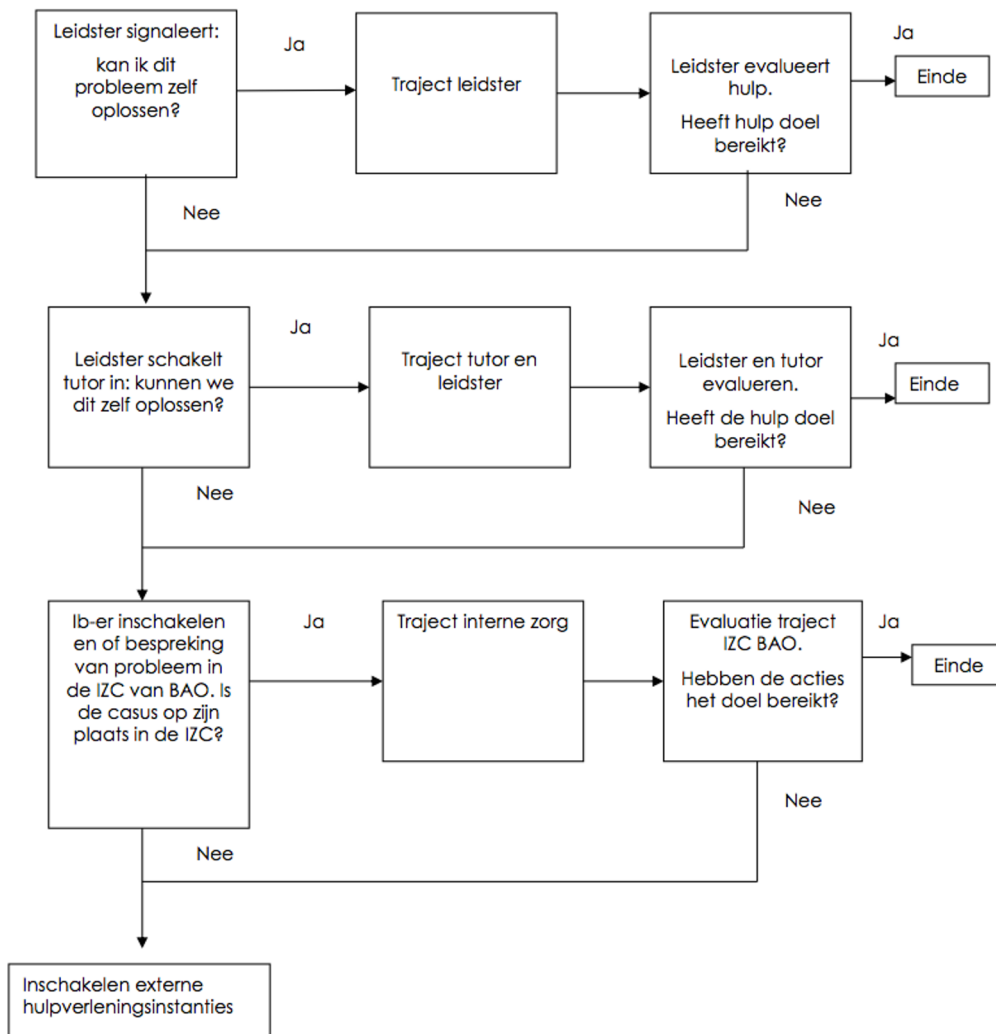 Leidster signaleert:
kan ik dit
probleem zelf
oplossen?
Ja
Traject leidster
Leidster evalueert
hulp.
Heeft hulp doel
bereikt?
Ja
Einde
Nee
Nee
Leidster schakelt
tutor in: kunnen we
dit zelf oplossen?
Ja
Traject tutor en
leidster
Leidster en tutor
evalueren.
Heeft de hulp doel
bereikt?
Ja
Einde
Nee
Nee
Ib-er inschakelen
en of bespreking
van probleem in
de IZC van BAO. Is
de casus op zijn
plaats in de IZC?
Ja
Traject interne zorg
Evaluatie traject
IZC BAO.
Hebben de acties
het doel bereikt?
Ja
Einde
Nee
Nee
Inschakelen externe
hulpverleningsinstanties